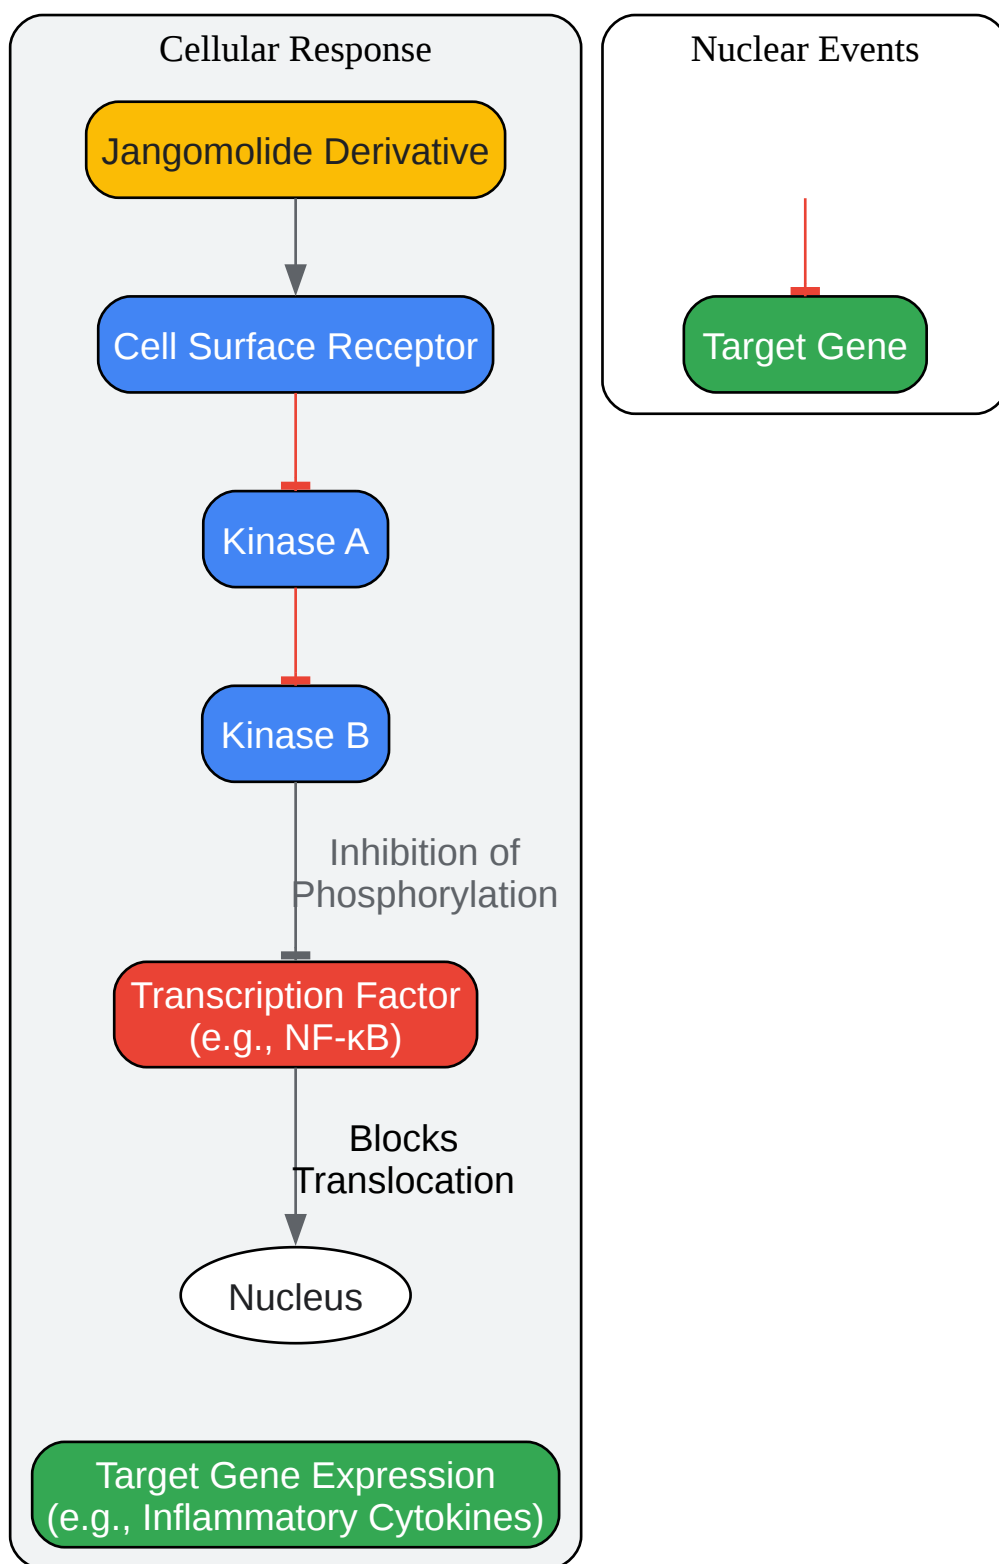 Cellular Response
Jangomolide Derivative
Cell Surface Receptor
Kinase A
Kinase B
Inhibition of
Phosphorylation
Transcription Factor
(e.g., NF-κB)
Blocks
Translocation
Nucleus
Target Gene Expression
(e.g., Inflammatory Cytokines)
Nuclear Events
Target Gene